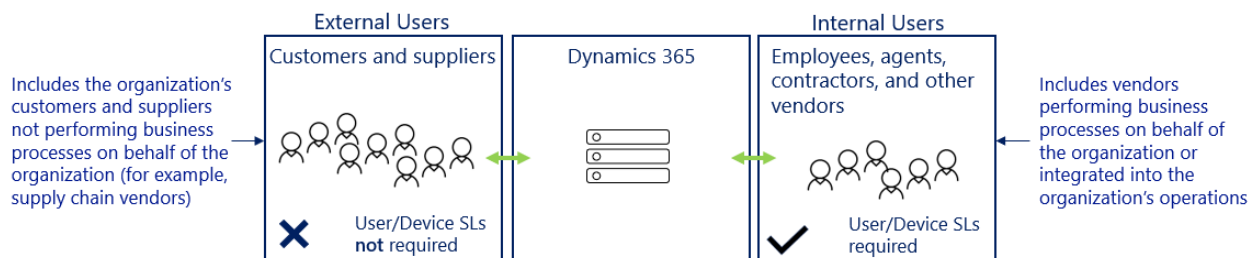 External Users
Customers and suppliers
Includes the organization's
customers and suppliers
not performing business
processes on behalf of the
organization (for example,
supply chain vendors)
User/Device SLs
not required
Dynamics 365
Internal Users
Employees, agents,
contractors, and other
vendors
User/Device SLs
required
Includes vendors
performing business
processes on behalf of
the organization or
integrated into the
organization's operations